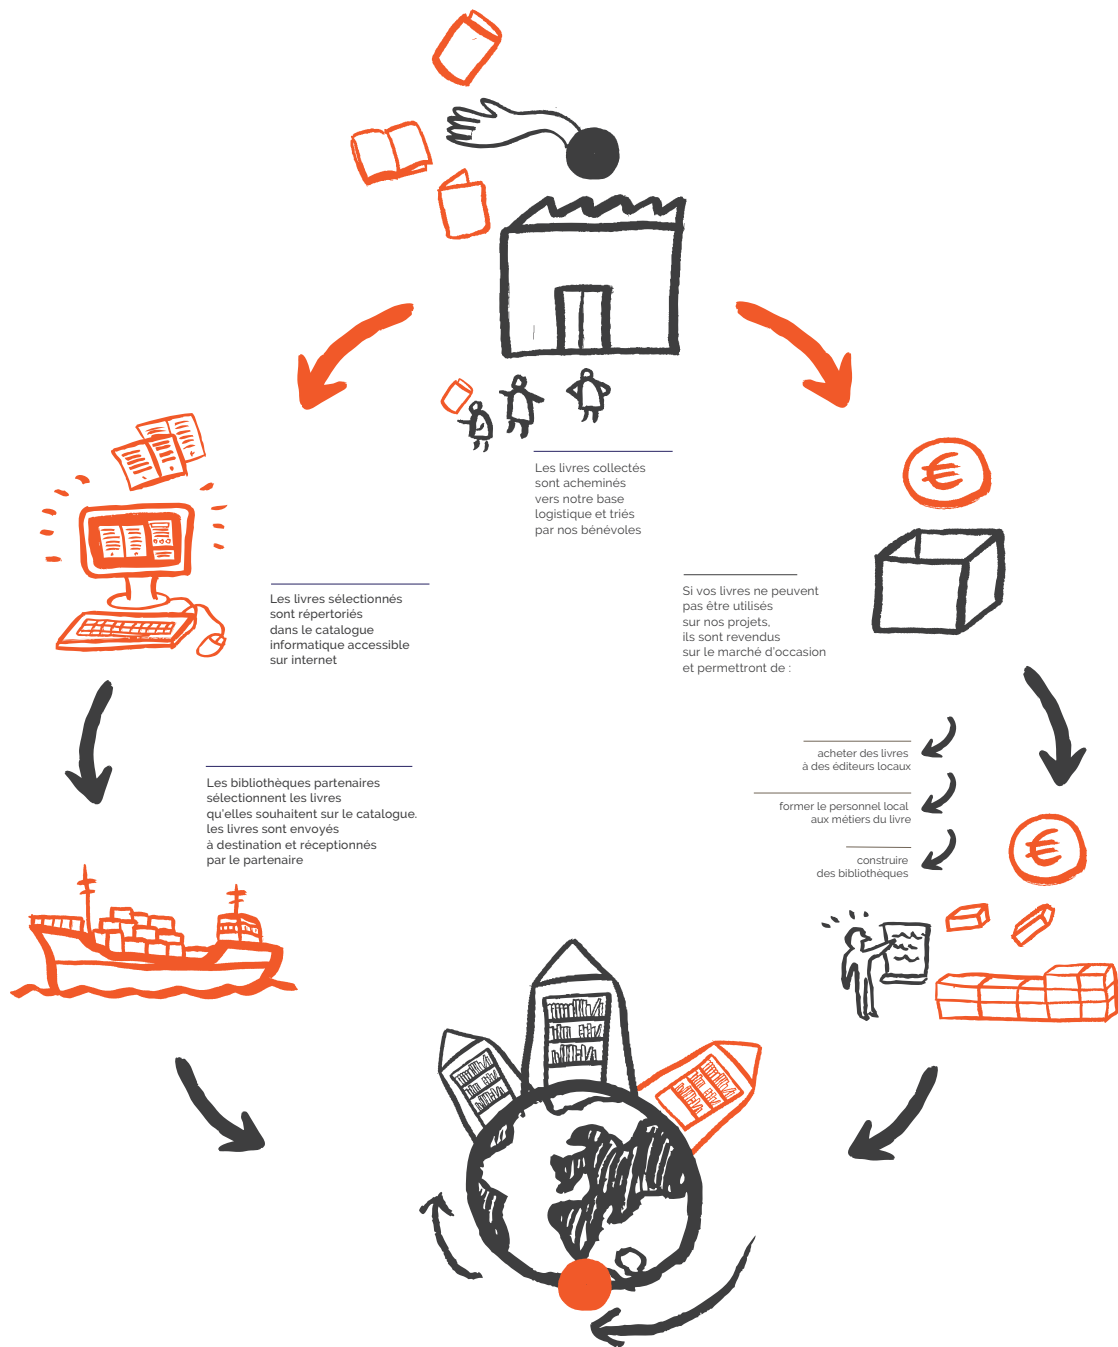 Les livres collectés
sont acheminés
vers notre base
logistique et triés
par nos bénévoles
Les livres sélectionnés
sont répertoriés
dans le catalogue
informatique accessible
sur internet
Si vos livres ne peuvent
pas être utilisés
sur nos projets,
ils sont revendus
sur le marché d'occasion
et permettront de :
acheter des livres
à des éditeurs locaux
former le personnel local
aux métiers du livre
construire
des bibliothèques
Les bibliothèques partenaires
sélectionnent les livres
qu'elles souhaitent sur le catalogue.
les livres sont envoyés
à destination et réceptionnés
par le partenaire
€
€